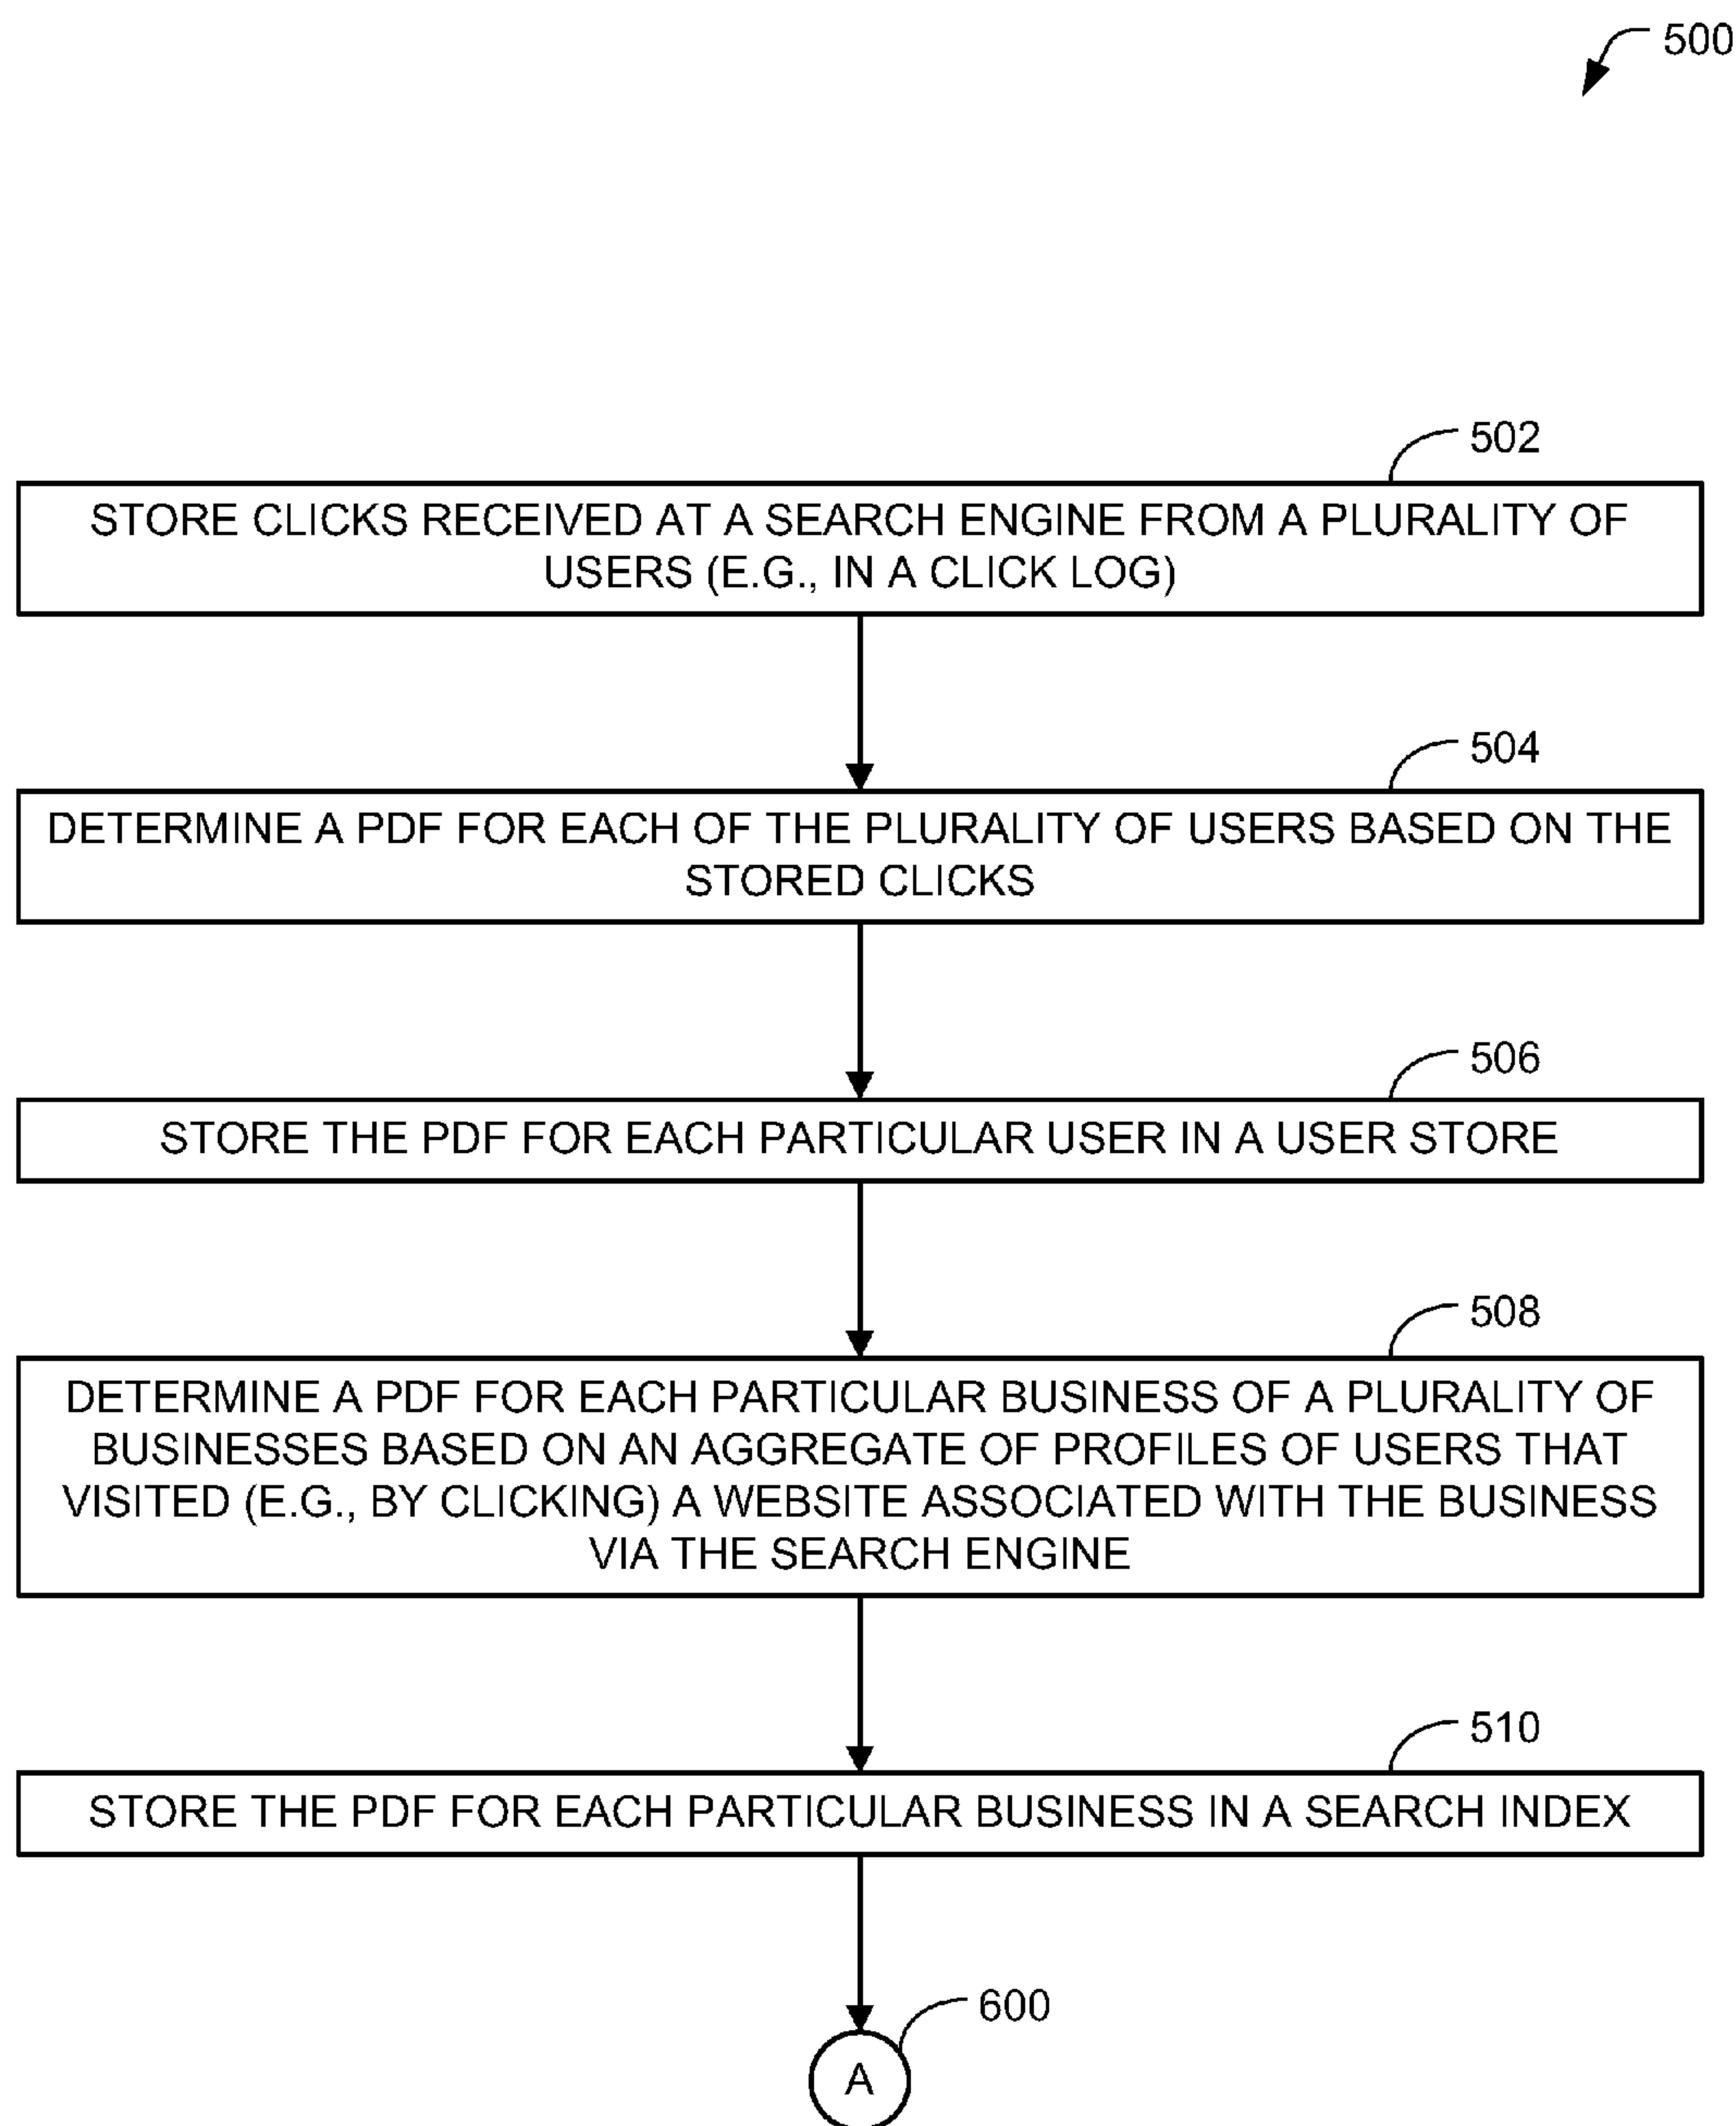 500
502
STORE CLICKS RECEIVED AT A SEARCH ENGINE FROM A PLURALITY OF
USERS (E.G., IN A CLICK LOG)
504
DETERMINE A PDF FOR EACH OF THE PLURALITY OF USERS BASED ON THE
STORED CLICKS
506
STORE THE PDF FOR EACH PARTICULAR USER IN A USER STORE
508
DETERMINE A PDF FOR EACH PARTICULAR BUSINESS OF A PLURALITY OF
BUSINESSES BASED ON AN AGGREGATE OF PROFILES OF USERS THAT
VISITED (E.G., BY CLICKING) A WEBSITE ASSOCIATED WITH THE BUSINESS
VIA THE SEARCH ENGINE
510
STORE THE PDF FOR EACH PARTICULAR BUSINESS IN A SEARCH INDEX
600
A